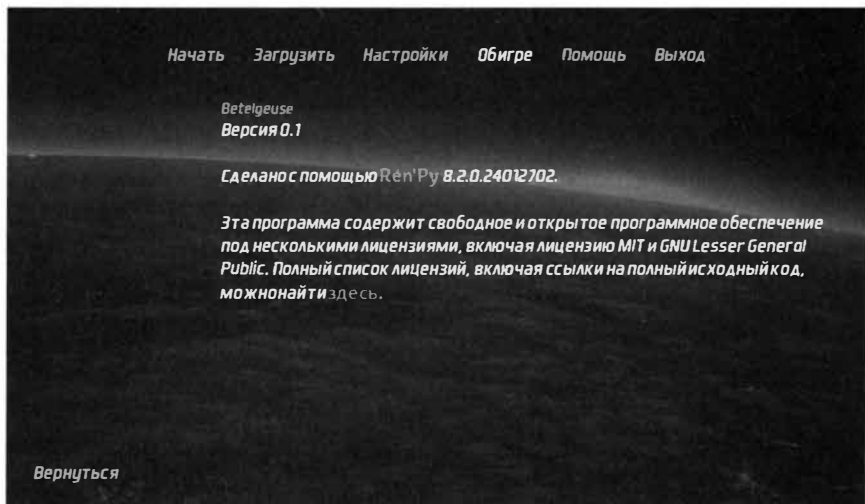 Начать Загрузить Настройки Об игре Помощь Выход
Betelgeuse
Версия 0.1
Сделано с помощью Ren'Py 8.2.0.24012702.
Эта программа содержит свободное и открытое программное обеспечение
под несколькими лицензиями, включая лицензию MIT и GNU Lesser General
Public. Полный список лицензий, включая ссылки на полный исходный код,
можно найти здесь.
Вернуться